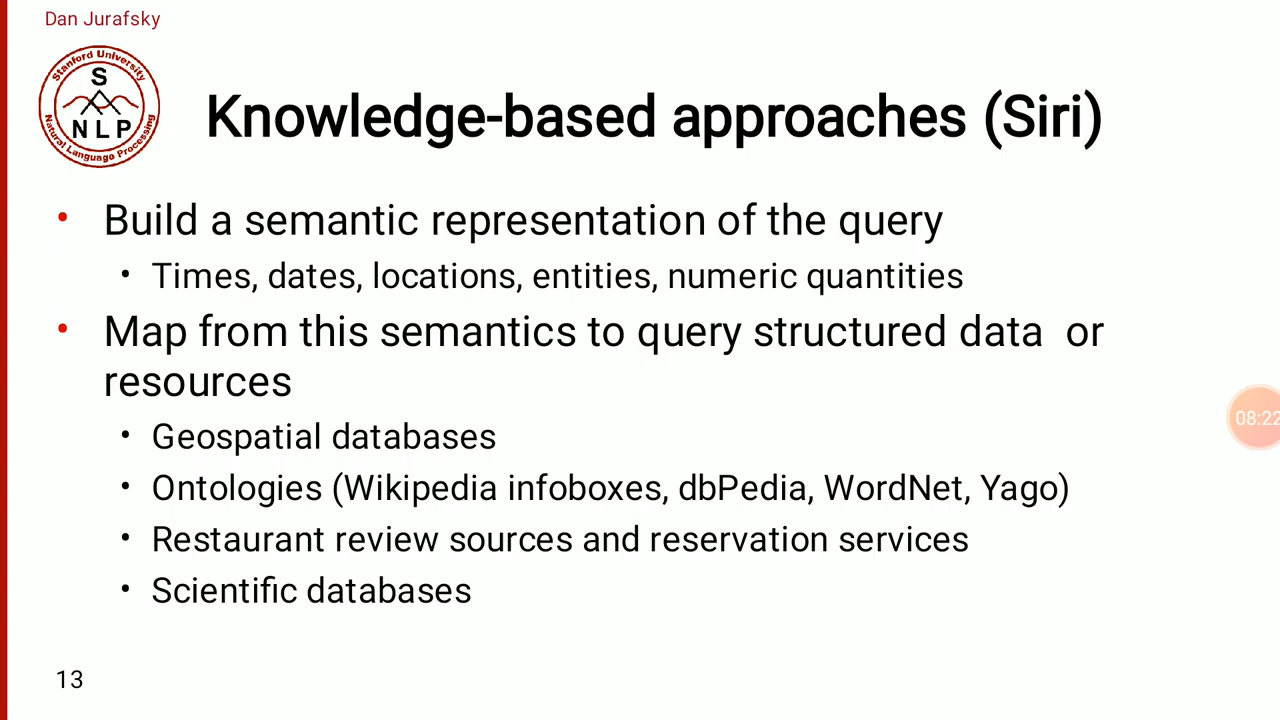 Dan Jurafsky
Stanford University
S
N L P
Natural Language Processing
Knowledge-based approaches (Siri)
• Build a semantic representation of the query
• Times, dates, locations, entities, numeric quantities
• Map from this semantics to query structured data  or
resources
• Geospatial databases
• Ontologies (Wikipedia infoboxes, dbPedia, WordNet, Yago)
08:22
• Restaurant review sources and reservation services
• Scientific databases
13